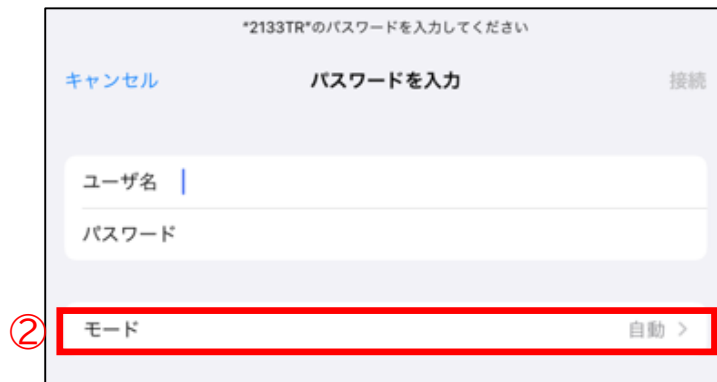 "2133TR"のパスワードを入力してください
キャンセル パスワードを入力 接続
ユーザ名
パスワード
② モード 自動 >